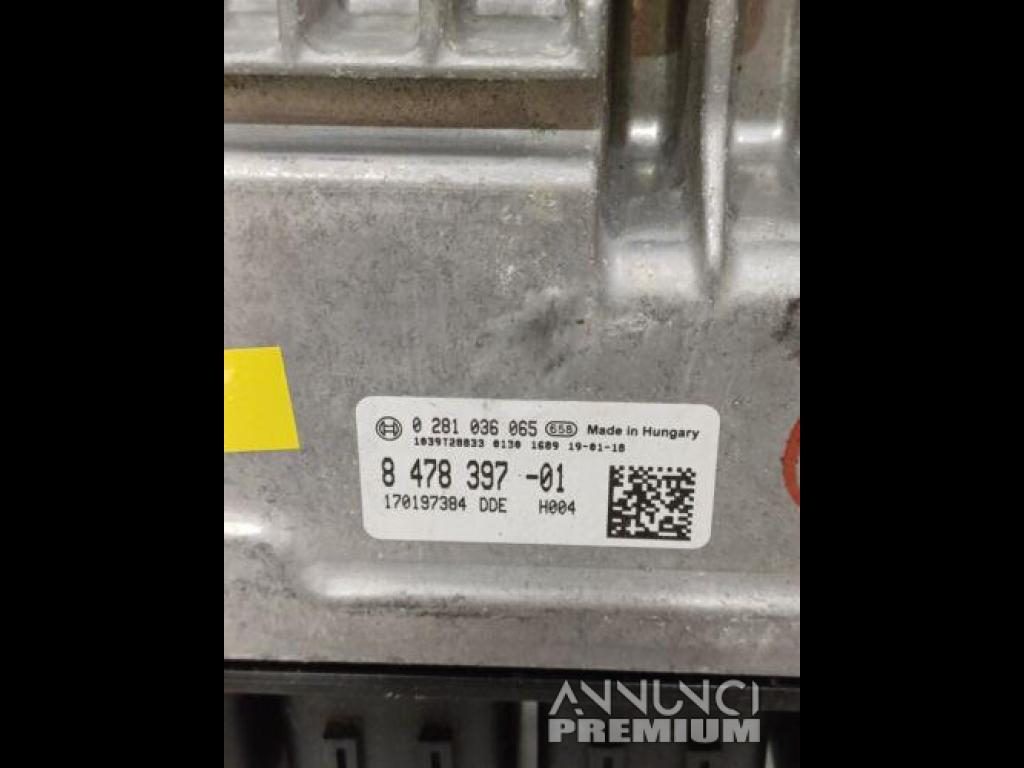 0 281 036 065 658 Made in Hungary
1039T28833 0130 1689 19-01-18
8 478 397 -01
170197384 DDE H004
ANNUNCI
PREMIUM